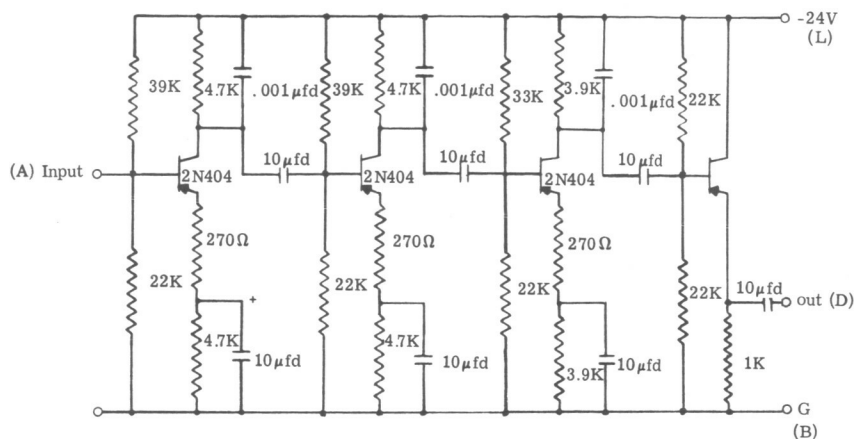 -24V
(L)
39K
4.7K
.001μfd
39K
4.7K
.001μfd
33K
3.9K
.001μfd
22K
10μfd
10μfd
10μfd
(A) Input
2N404
2N404
2N404
270Ω
270Ω
270Ω
22K
+
22K
22K
22K
10μfd
out (D)
4.7K
10μfd
4.7K
10μfd
3.9K
10μfd
1K
G
(B)